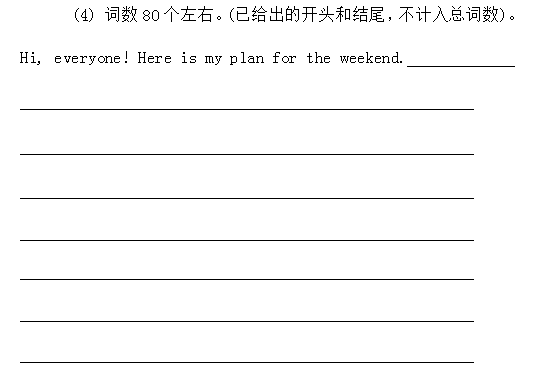 (4) 词数 80 个左右。(已给出的开头和结尾，不计入总词数)。
Hi, everyone! Here is my plan for the weekend.